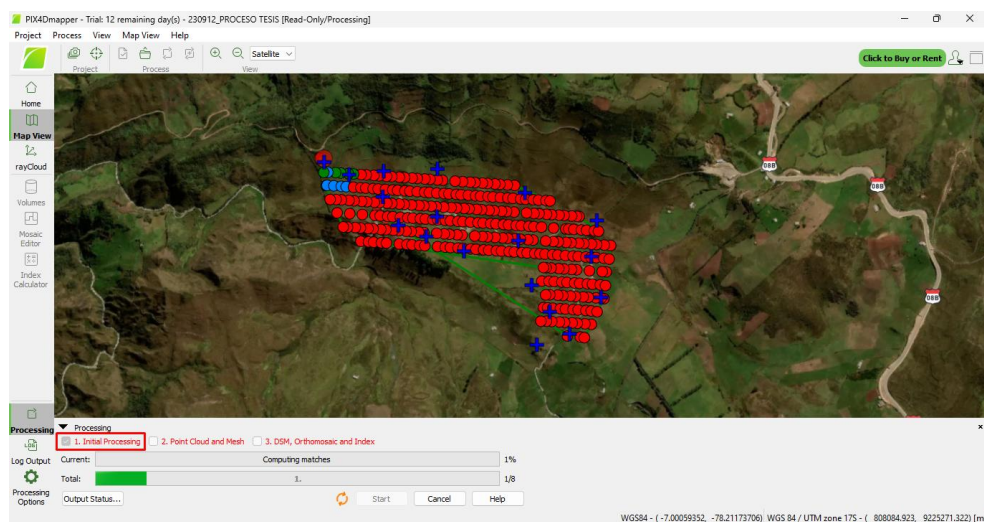 PIX4Dmapper - Trial: 12 remaining day(s) - 230912_PROCESO TESIS [Read-Only/Processing]
Project Process View Map View Help
Satellite
Project Process View
Click to Buy or Rent
Home
Map View
rayCloud
Volumes
Mosaic
Editor
Index
Calculator
08B
08B
08B
Processing
Log Output
Processing
Options
Processing
1. Initial Processing 2. Point Cloud and Mesh 3. DSM, Orthomosaic and Index
Current: Computing matches 1%
Total: 1. 1/8
Output Status... Start Cancel Help
WGS84 - ( -7.00059352, -78.21173706) WGS 84 / UTM zone 17S - ( 808084.923, 9225271.322) [m